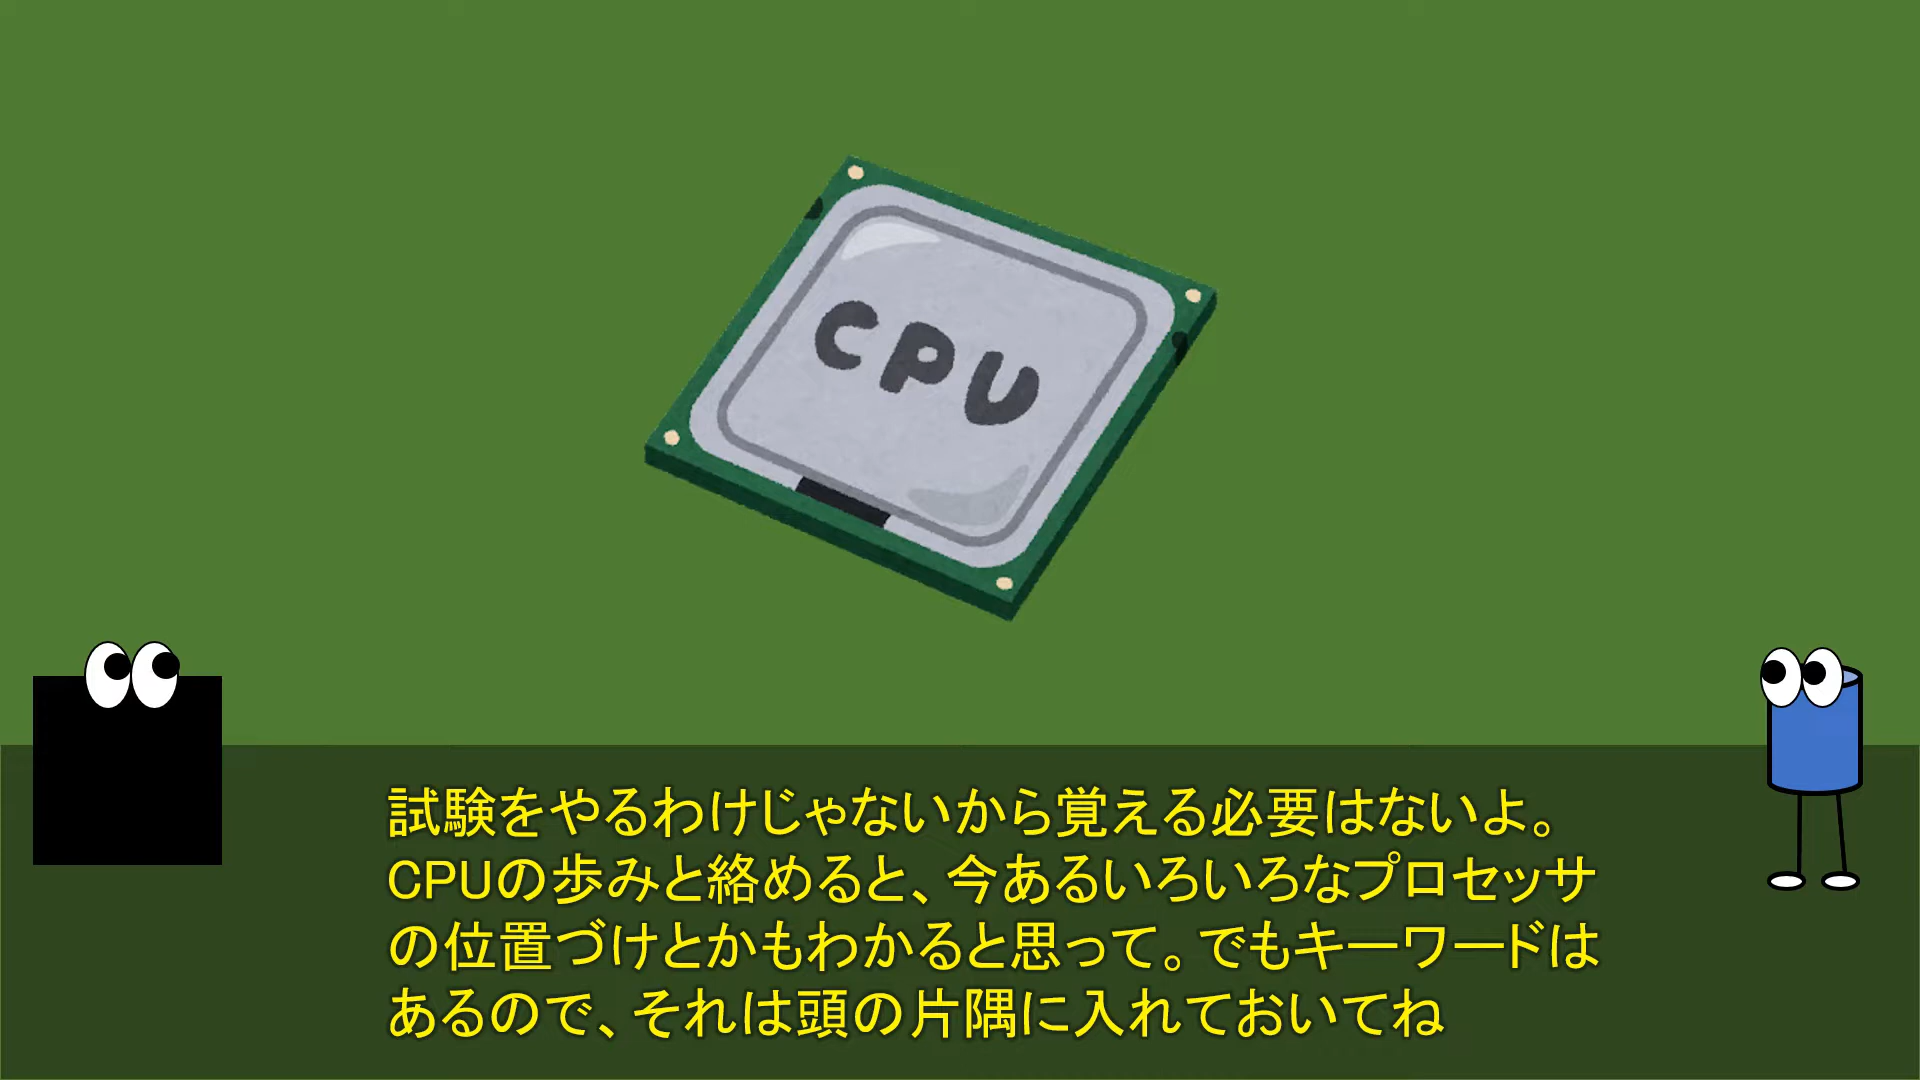 CPU
試験をやるわけじゃないから覚える必要はないよ。
CPUの歩みと絡めると、今あるいろいろなプロセッサ
の位置づけとかもわかると思って。でもキーワードは
あるので、それは頭の片隅に入れておいてね